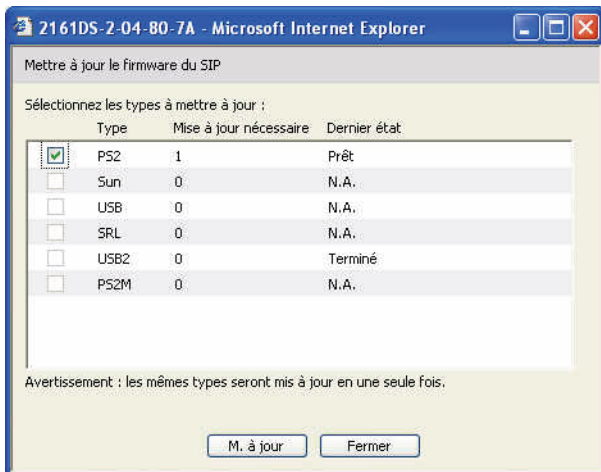 2161DS-2-04-80-7A - Microsoft Internet Explorer
Mettre à jour le firmware du SIP
Sélectionnez les types à mettre à jour :
Type Mise à jour nécessaire Dernier état
PS2 1 Prêt
Sun 0 N.A.
USB 0 N.A.
SRL 0 N.A.
USB2 0 Terminé
PS2M 0 N.A.
Avertissement : les mêmes types seront mis à jour en une seule fois.
M. à jour Fermer